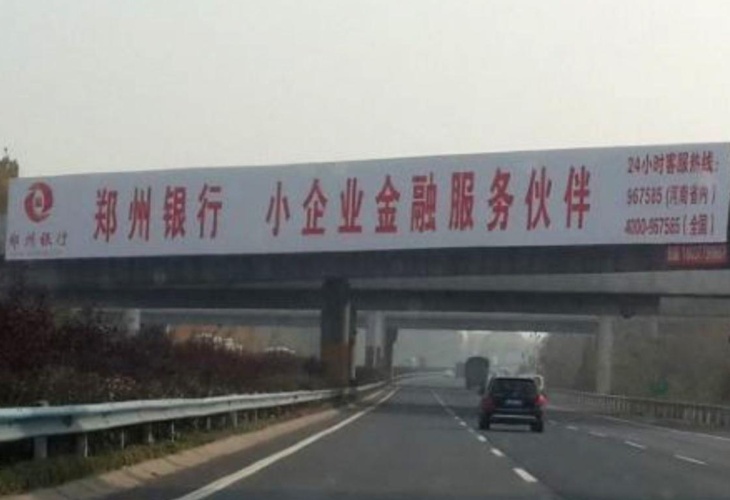 郑州银行
郑州银行 小企业金融服务伙伴
24小时客服热线:
967585(河南省内)
4000-967585(全国)